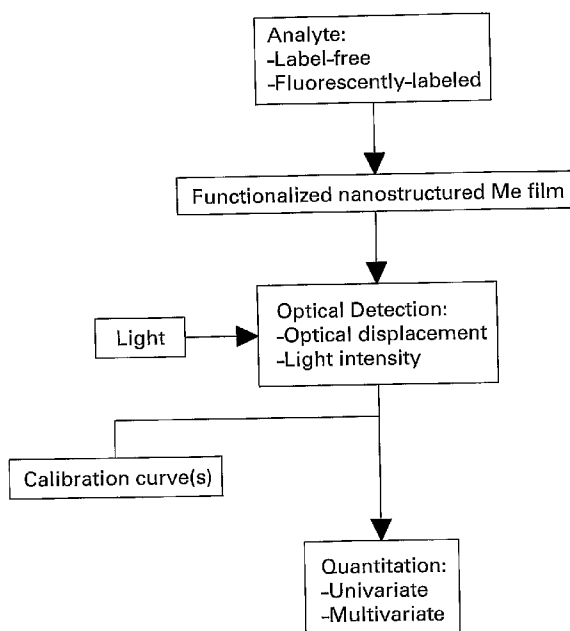 Analyte:
-Label-free
-Fluorescently-labeled
Functionalized nanostructured Me film
Optical Detection:
-Optical displacement
-Light intensity
Light
Calibration curve(s)
Quantitation:
-Univariate
-Multivariate